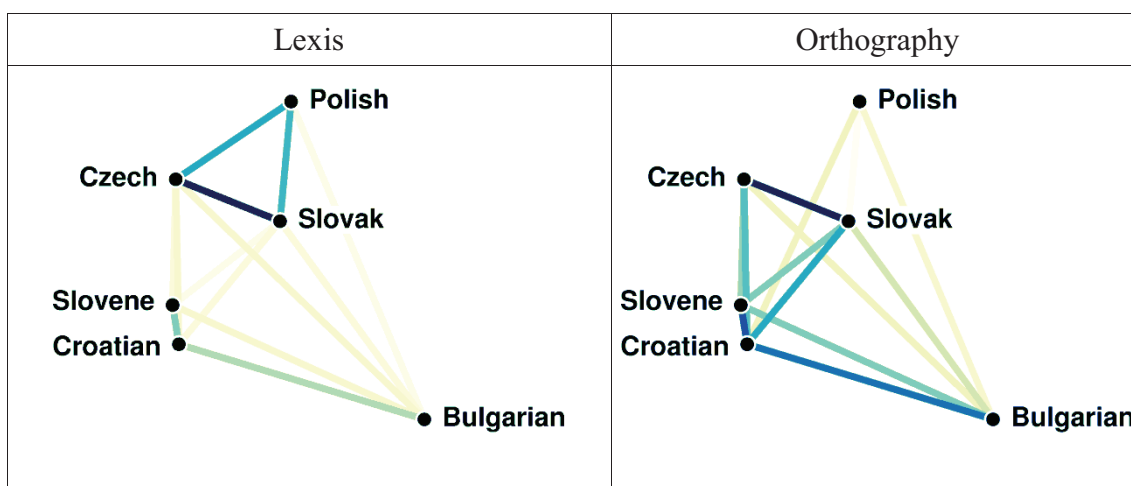 Lexis
Orthography
Polish
Czech
Slovak
Slovene
Croatian
Bulgarian
Polish
Czech
Slovak
Slovene
Croatian
Bulgarian